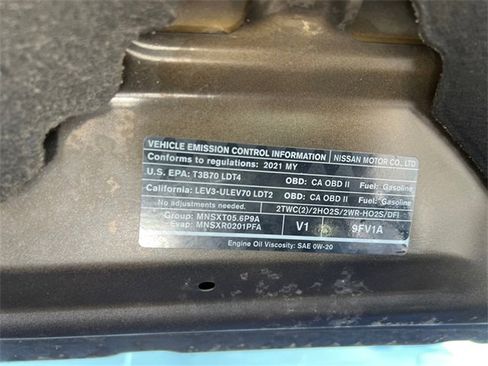 VEHICLE EMISSION CONTROL INFORMATION NISSAN MOTOR CO., LTD
Conforms to regulations: 2021 MY
U.S. EPA: T3B70 LDT4 OBD: CA OBD II Fuel: Gasoline
California: LEV3-ULEV70 LDT2 OBD: CA OBD II Fuel: Gasoline
No adjustments needed. 2TWC(2)/2HO2S/2WR-HO2S/DFI
Group: MNSXT05.6P9A
Evap: MNSXR0201PFA V1 9FV1A
Engine Oil Viscosity: SAE 0W-20